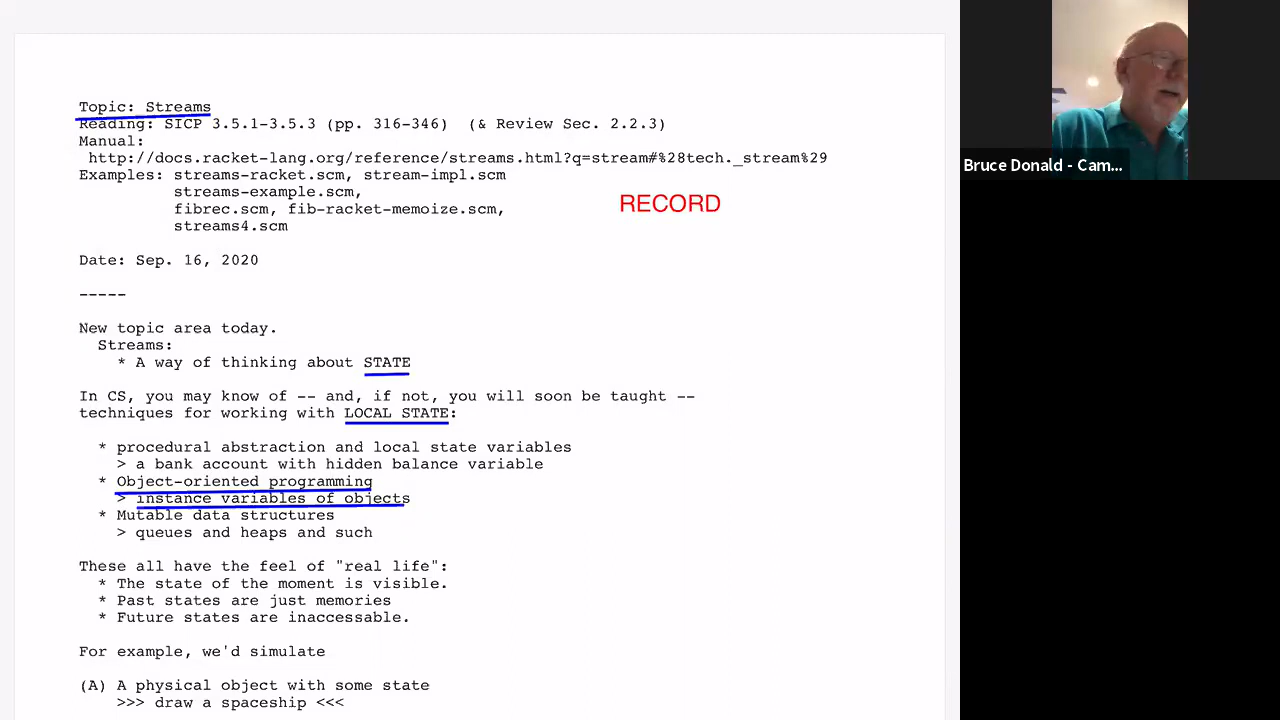 Topic: Streams
Reading: SICP 3.5.1-3.5.3 (pp. 316-346)  (& Review Sec. 2.2.3)
Manual:
http://docs.racket-lang.org/reference/streams.html?q=stream#%28tech._stream%29
Examples: streams-racket.scm, stream-impl.scm
streams-example.scm,
fibrec.scm, fib-racket-memoize.scm,
streams4.scm
RECORD
Date: Sep. 16, 2020
-----
New topic area today.
Streams:
* A way of thinking about STATE
In CS, you may know of -- and, if not, you will soon be taught --
techniques for working with LOCAL STATE:
* procedural abstraction and local state variables
> a bank account with hidden balance variable
* Object-oriented programming
> instance variables of objects
* Mutable data structures
> queues and heaps and such
These all have the feel of "real life":
* The state of the moment is visible.
* Past states are just memories
* Future states are inaccessable.
For example, we'd simulate
(A) A physical object with some state
>>> draw a spaceship <<<
Bruce Donald - Cam...